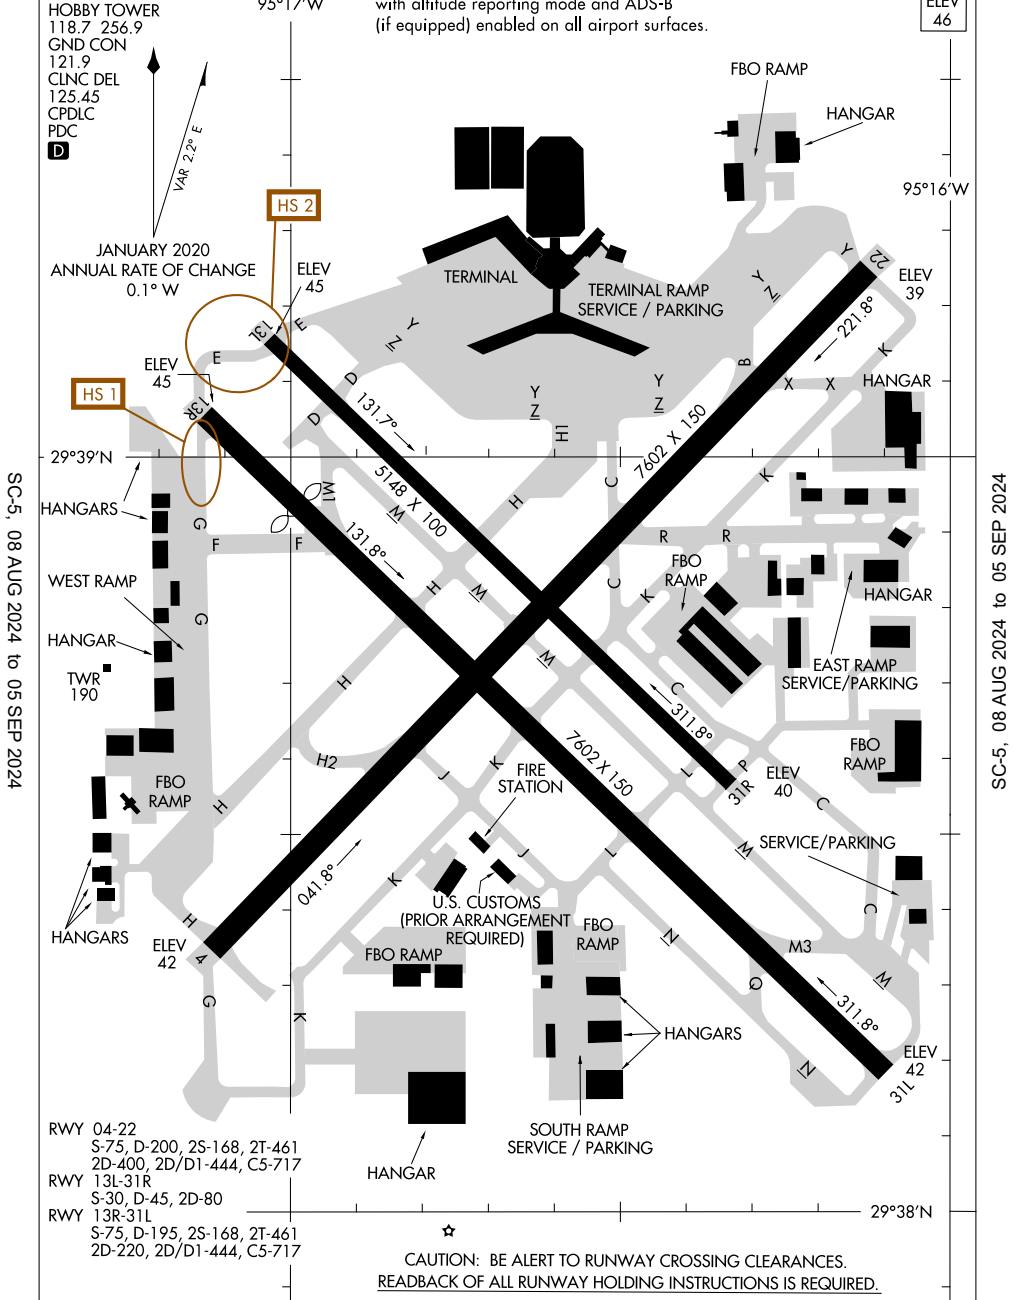 HOBBY TOWER
118.7 256.9
GND CON
121.9
CLNC DEL
125.45
CPDLC
PDC
D
95°17'W
with altitude reporting mode and ADS-B
(if equipped) enabled on all airport surfaces.
ELEV
46
VAR 2.2° E
JANUARY 2020
ANNUAL RATE OF CHANGE
0.1° W
HS 2
FBO RAMP
HANGAR
95°16'W
TERMINAL
TERMINAL RAMP
SERVICE / PARKING
ELEV
45
13L
E
E
ELEV
45
13R
HS 1
Y
Z
Y
Z
Y
22
ELEV
39
221.8°
K
B
X X
HANGAR
D
D
131.7°
Y
Z
Y
Z
H1
7602 X 150
29°39'N
HANGARS
5148 X 100
M1
M
H
C
K
G
F
F
131.8°
R
R
WEST RAMP
H
M
C
K
FBO
RAMP
HANGAR
G
HANGAR
TWR
190
M
H
C
EAST RAMP
SERVICE/PARKING
311.8°
7602 X 150
H2
J
K
FIRE
STATION
L
P
31R
ELEV
40
FBO
RAMP
FBO
RAMP
H
C
SERVICE/PARKING
M
J
L
041.8°
K
U.S. CUSTOMS
(PRIOR ARRANGEMENT
REQUIRED)
C
H
HANGARS
ELEV
42
4
FBO RAMP
FBO
RAMP
N
M3
M
G
K
Q
311.8°
HANGARS
N
ELEV
42
31L
SOUTH RAMP
SERVICE / PARKING
HANGAR
RWY 04-22
S-75, D-200, 2S-168, 2T-461
2D-400, 2D/D1-444, C5-717
RWY 13L-31R
S-30, D-45, 2D-80
RWY 13R-31L
S-75, D-195, 2S-168, 2T-461
2D-220, 2D/D1-444, C5-717
29°38'N
CAUTION: BE ALERT TO RUNWAY CROSSING CLEARANCES.
READBACK OF ALL RUNWAY HOLDING INSTRUCTIONS IS REQUIRED.
SC-5, 08 AUG 2024 to 05 SEP 2024
SC-5, 08 AUG 2024 to 05 SEP 2024